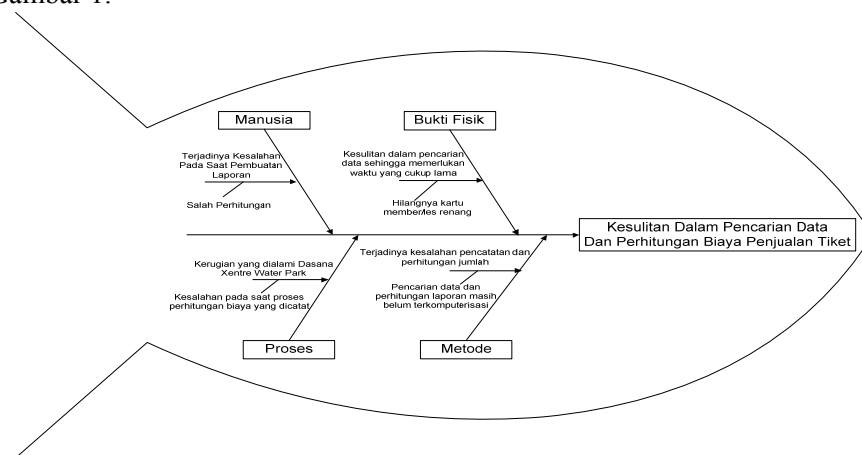 Gambar 1.
Manusia
Bukti Fisik
Terjadinya Kesalahan
Pada Saat Pembuatan
Laporan
Salah Perhitungan
Kesulitan dalam pencarian
data sehingga memerlukan
waktu yang cukup lama
Hilangnya kartu
member/les renang
Kesulitan Dalam Pencarian Data
Dan Perhitungan Biaya Penjualan Tiket
Kerugian yang dialami Dasana
Xentre Water Park
Kesalahan pada saat proses
perhitungan biaya yang dicatat
Terjadinya kesalahan pencatatan dan
perhitungan jumlah
Pencarian data dan
perhitungan laporan masih
belum terkomputerisasi
Proses
Metode